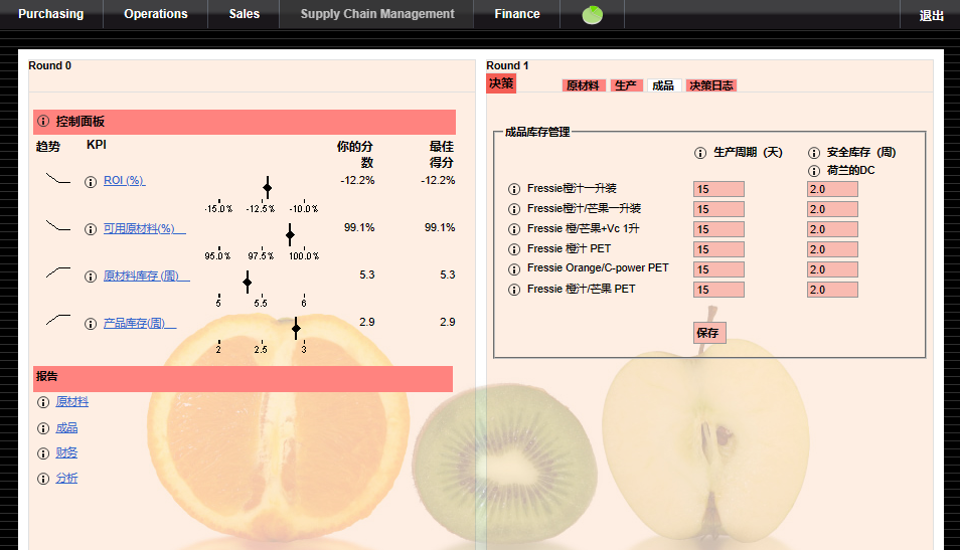 Purchasing Operations Sales Supply Chain Management Finance 退出
Round 0
控制面板
趋势 KPI 你的分数 最佳得分
ROI (%) -12.2% -12.2%
-15.0% -12.5% -10.0%
可用原材料(%) 99.1% 99.1%
95.0% 97.5% 100.0%
原材料库存 (周) 5.3 5.3
5 5.5 6
产品库存(周) 2.9 2.9
2 2.5 3
报告
原材料
成品
财务
分析
Round 1
决策 原材料 生产 成品 决策日志
成品库存管理
生产周期 (天) 安全库存 (周)
荷兰的DC
Fressie橙汁一升装 15 2.0
Fressie橙汁/芒果一升装 15 2.0
Fressie 橙/芒果+Vc 1升 15 2.0
Fressie 橙汁 PET 15 2.0
Fressie Orange/C-power PET 15 2.0
Fressie 橙汁/芒果 PET 15 2.0
保存